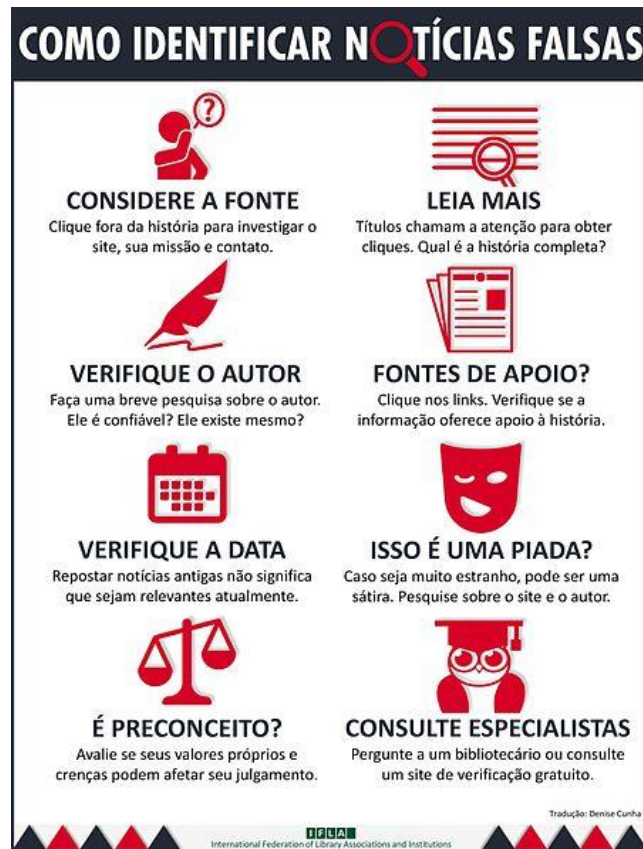 COMO IDENTIFICAR NOTÍCIAS FALSAS
?
CONSIDERE A FONTE
Clique fora da história para investigar o
site, sua missão e contato.
LEIA MAIS
Títulos chamam a atenção para obter
cliques. Qual é a história completa?
VERIFIQUE O AUTOR
Faça uma breve pesquisa sobre o autor.
Ele é confiável? Ele existe mesmo?
FONTES DE APOIO?
Clique nos links. Verifique se a
informação oferece apoio à história.
VERIFIQUE A DATA
Repostar notícias antigas não significa
que sejam relevantes atualmente.
ISSO É UMA PIADA?
Caso seja muito estranho, pode ser uma
sátira. Pesquise sobre o site e o autor.
É PRECONCEITO?
Avalie se seus valores próprios e
crenças podem afetar seu julgamento.
CONSULTE ESPECIALISTAS
Pergunte a um bibliotecário ou consulte
um site de verificação gratuito.
Tradução: Denise Cunha
IFLA
International Federation of Library Associations and Institutions